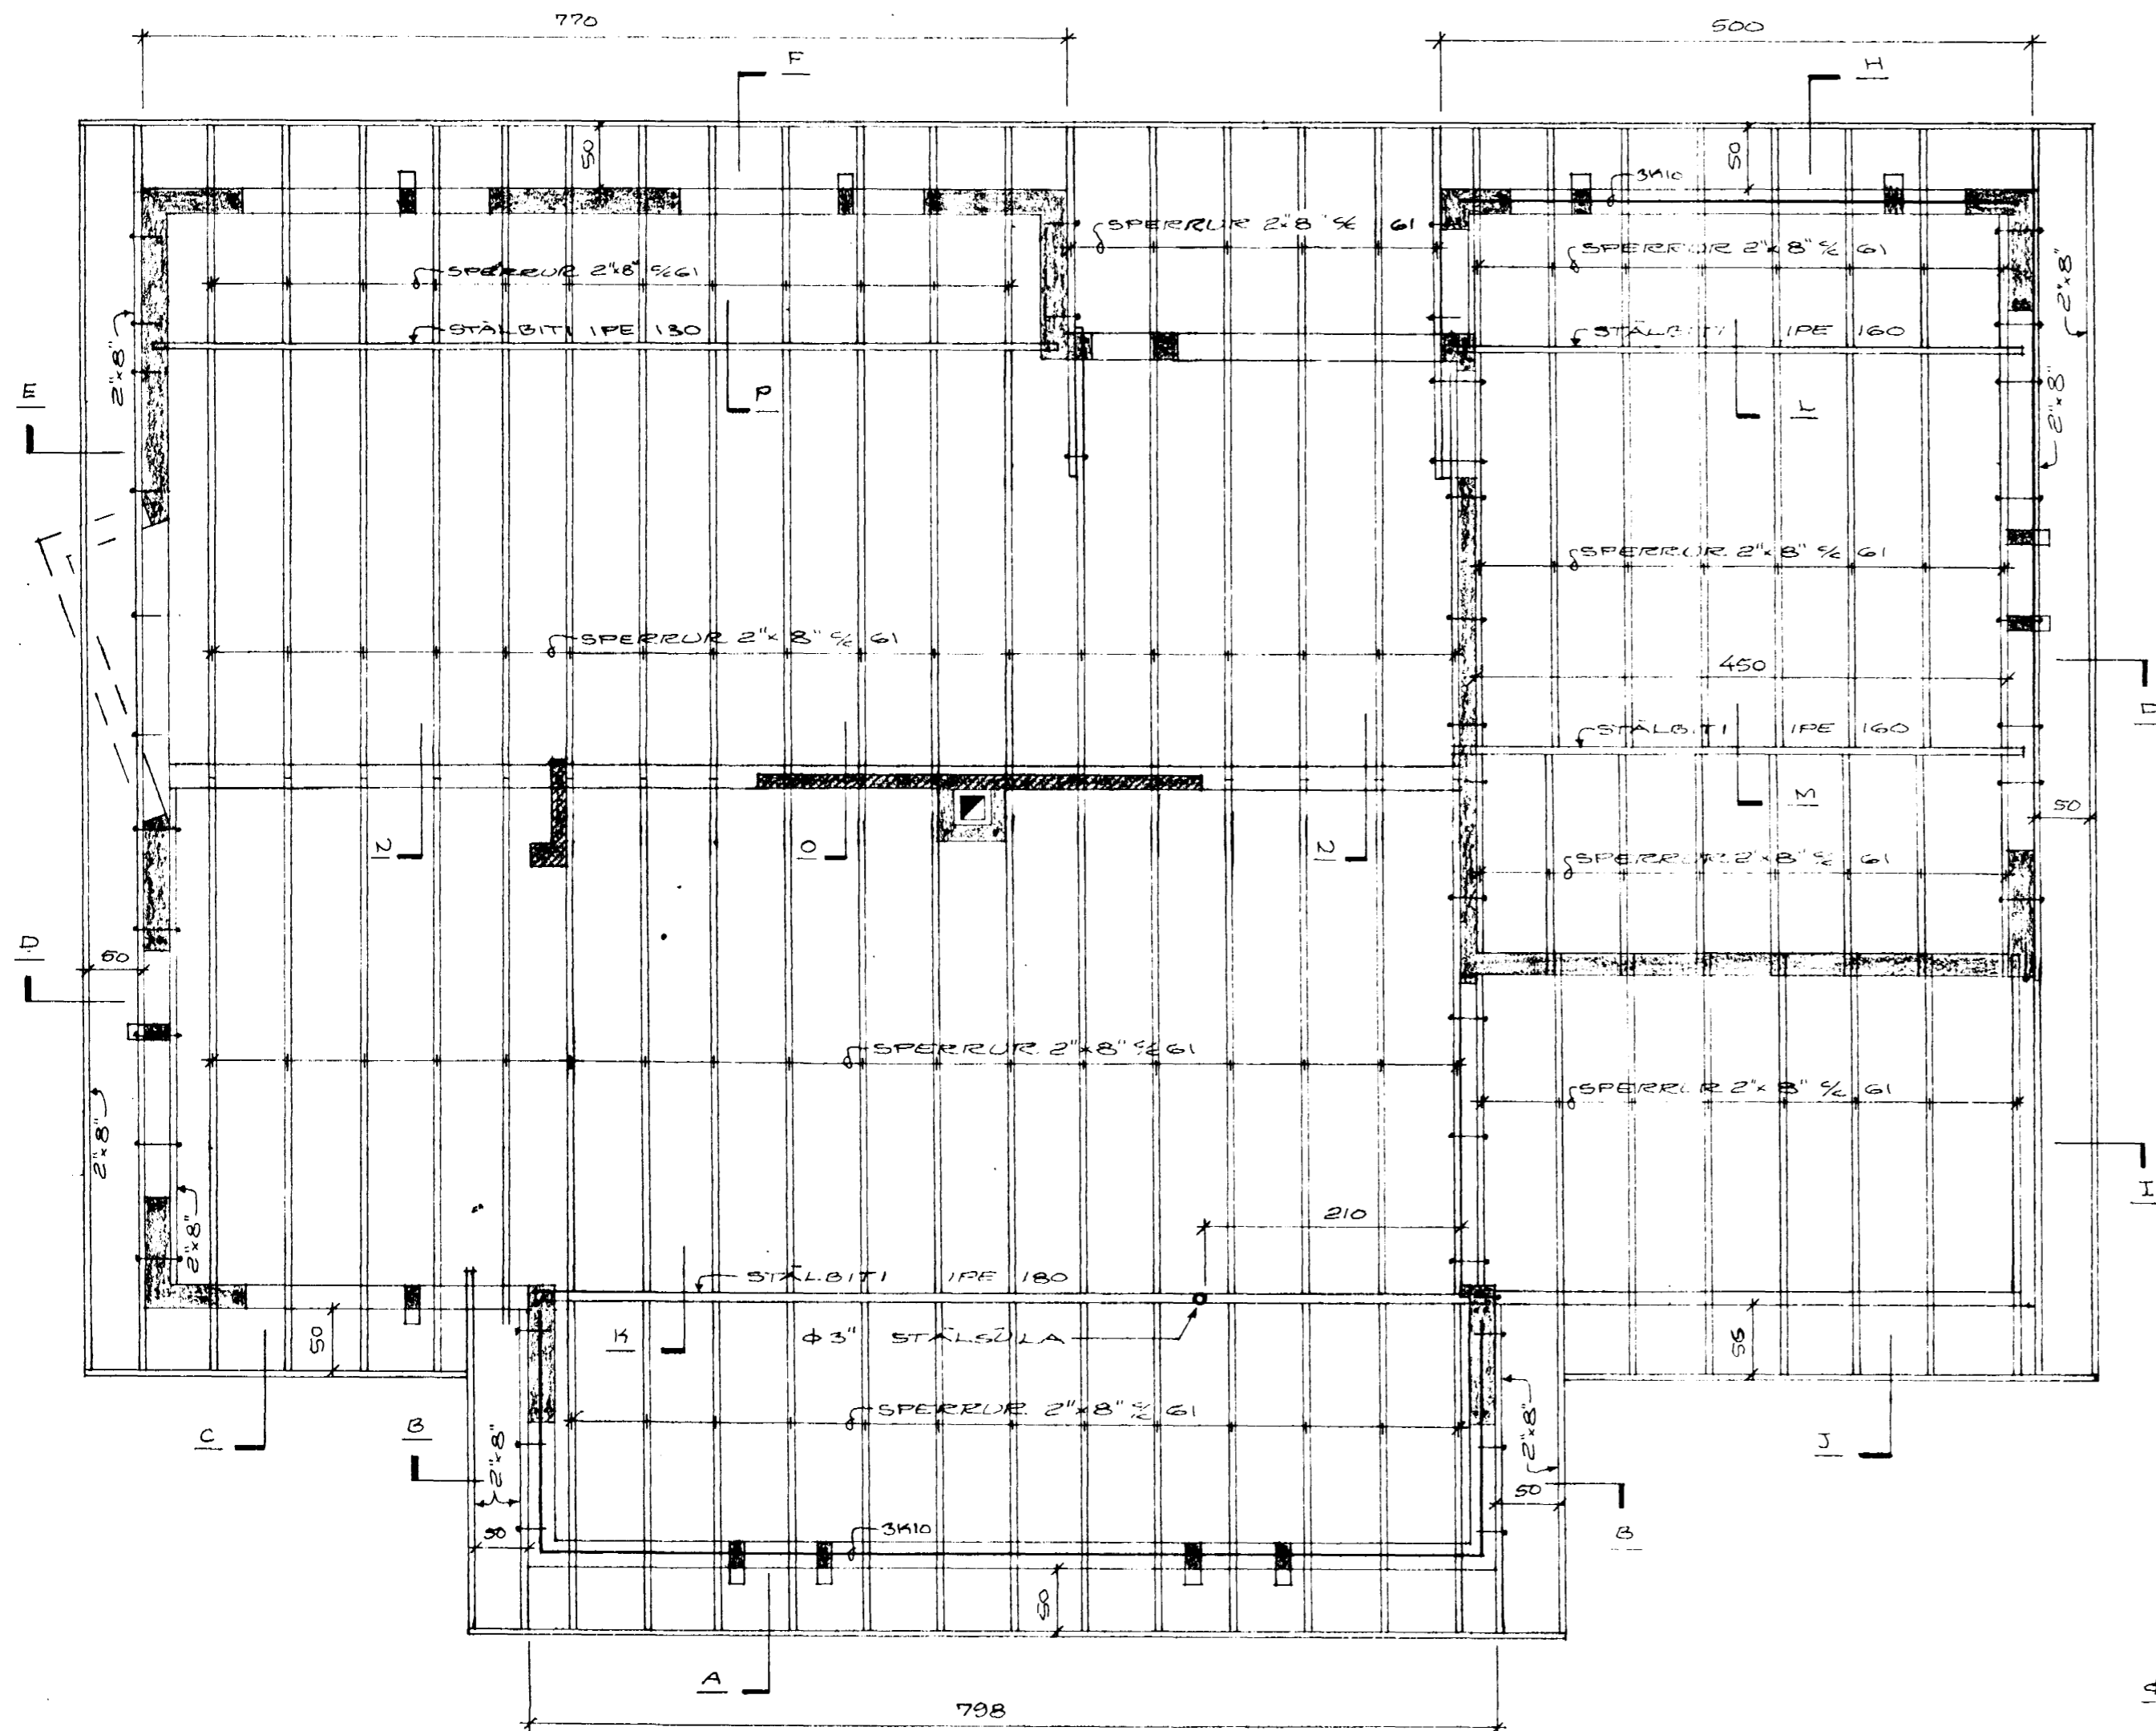 770
500
F
H
50
50
3K10
SPERRUR 2"x8" c/c 61
SPERRUR 2"x8" c/c 61
SPERRUR 2"x8" c/c 61
2"x8"
STÁLBITI IPE 180
STÁLBITI IPE 160
2"x8"
2"x8"
E
P
SPERRUR 2"x8" c/c 61
SPERRUR 2"x8" c/c 61
450
D
STÁLBITI IPE 160
M
50
N
O
N
SPERRUR 2"x8" c/c 61
D
50
SPERRUR 2"x8" c/c 61
SPERRUR 2"x8" c/c 61
2"x8"
H
2"x8"
210
STÁLBITI IPE 180
50
K
Φ3" STÁLSÚLA
55
SPERRUR 2"x8" c/c 61
C
B
2"x8"
2"x8"
J
50
B
50
3K10
50
A
798
A